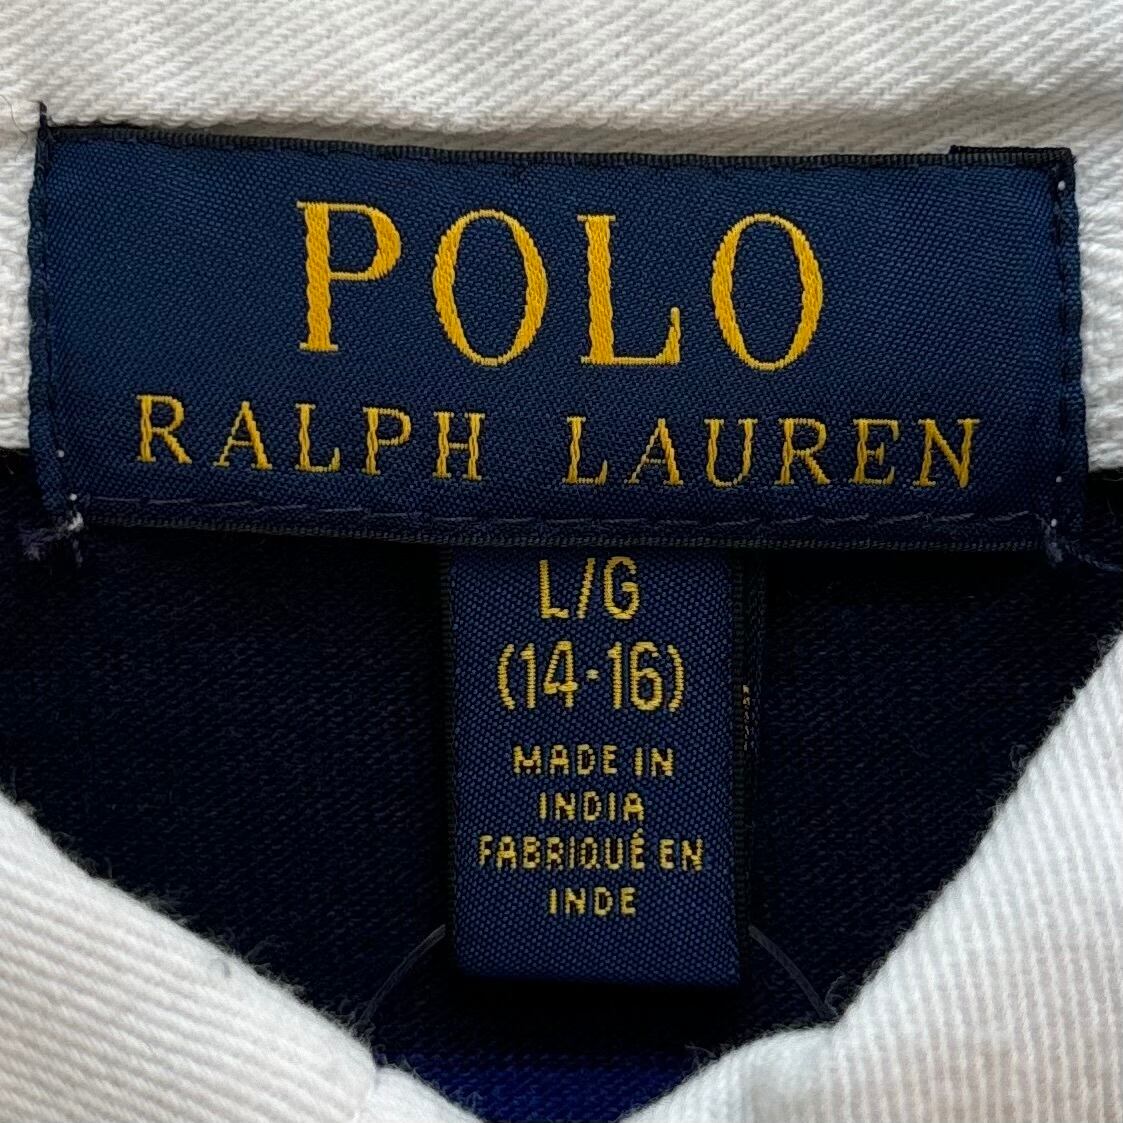 POLO
RALPH LAUREN
L/G
(14-16)
MADE IN
INDIA
FABRIQUÉ EN
INDE